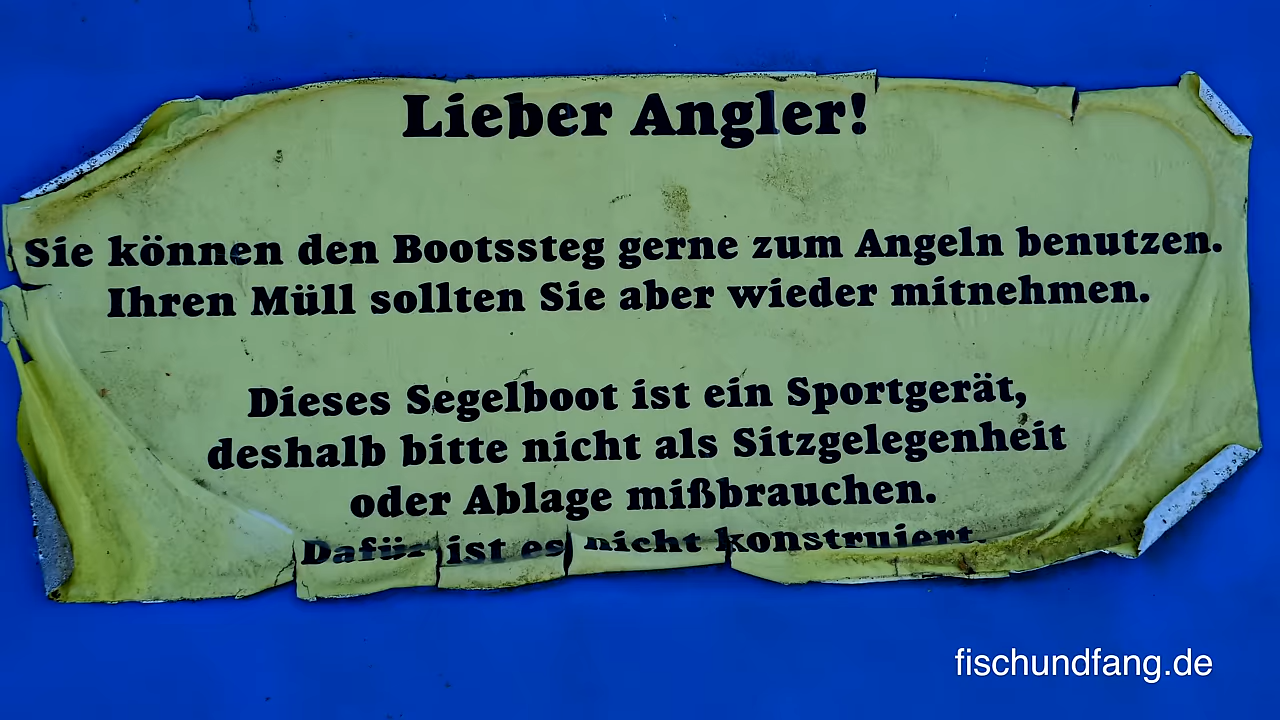 Lieber Angler!
Sie können den Bootssteg gerne zum Angeln benutzen.
Ihren Müll sollten Sie aber wieder mitnehmen.
Dieses Segelboot ist ein Sportgerät,
deshalb bitte nicht als Sitzgelegenheit
oder Ablage mißbrauchen.
Dafür ist es nicht konstruiert.
fischundfang.de